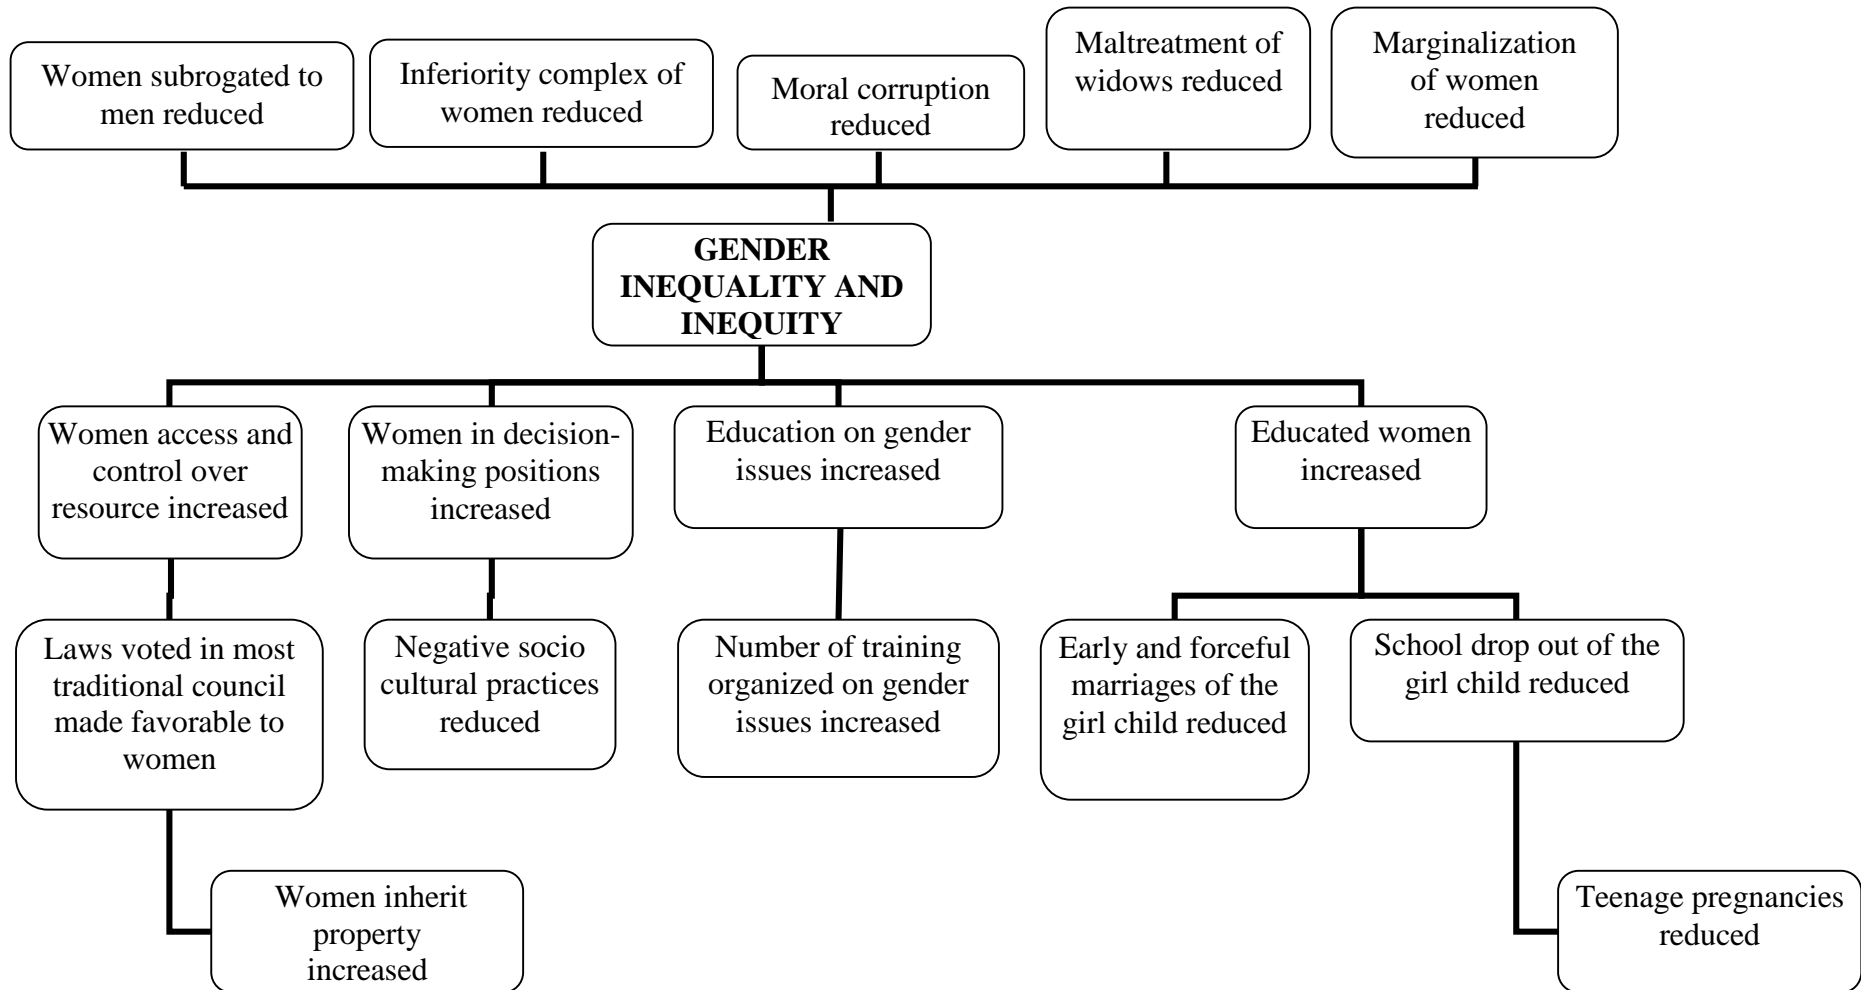 Women subrogated to
men reduced
Inferiority complex of
women reduced
Moral corruption
reduced
Maltreatment of
widows reduced
Marginalization
of women
reduced
GENDER
INEQUALITY AND
INEQUITY
Women access and
control over
resource increased
Women in decision-
making positions
increased
Education on gender
issues increased
Educated women
increased
Laws voted in most
traditional council
made favorable to
women
Negative socio
cultural practices
reduced
Number of training
organized on gender
issues increased
Early and forceful
marriages of the
girl child reduced
School drop out of the
girl child reduced
Women inherit
property
increased
Teenage pregnancies
reduced